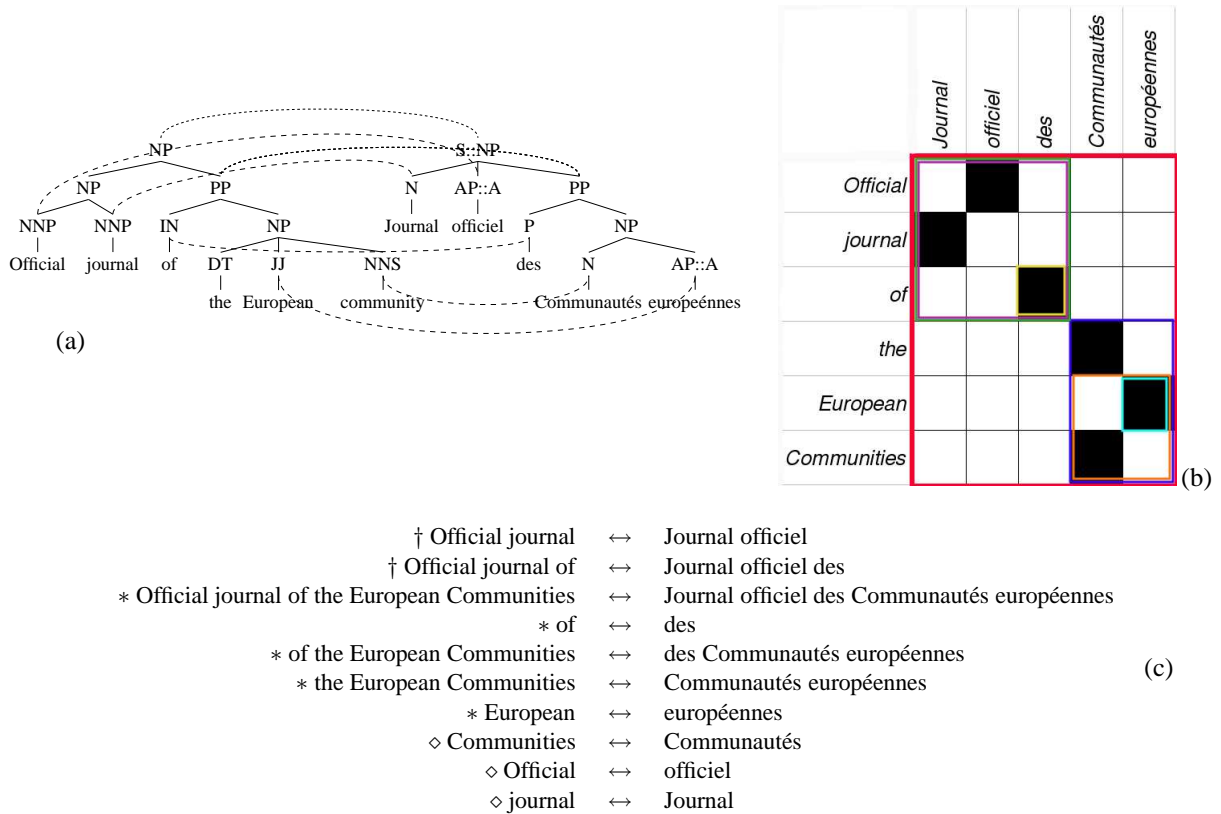 NP S::NP
NP PP N AP::A PP
NNP NNP IN NP Journal officiel P NP
Official journal of DT JJ NNS des N AP::A
the European community Communautés europeénnes
(a)
Journal officiel des Communautés européennes
Official
journal
of
the
European
Communities
(b)
† Official journal ↔ Journal officiel
† Official journal of ↔ Journal officiel des
∗ Official journal of the European Communities ↔ Journal officiel des Communautés européennes
∗ of ↔ des
∗ of the European Communities ↔ des Communautés européennes
∗ the European Communities ↔ Communautés européennes
∗ European ↔ européennes
⋄ Communities ↔ Communautés
⋄ Official ↔ officiel
⋄ journal ↔ Journal
(c)